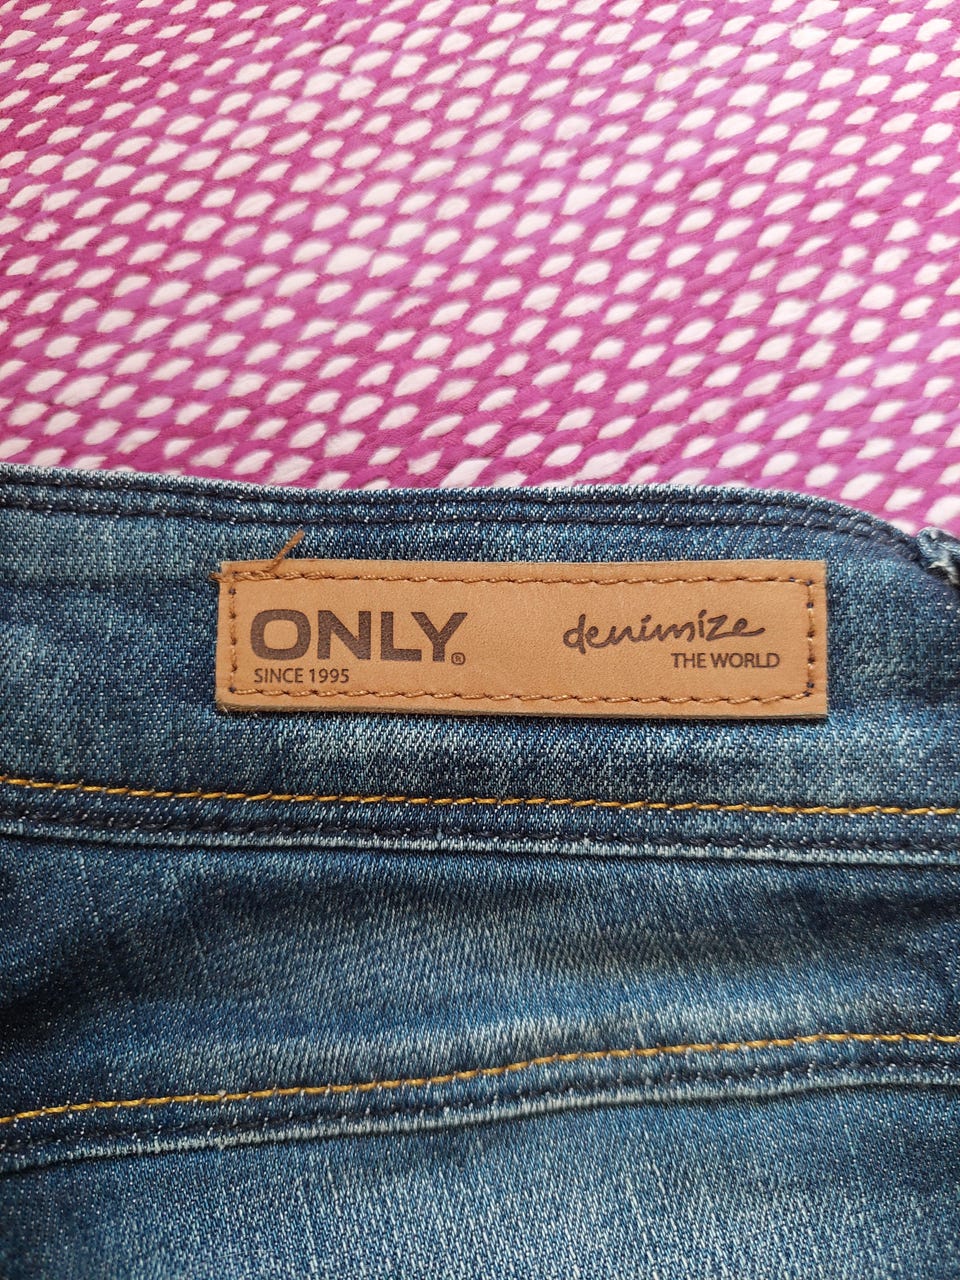 ONLY®
SINCE 1995
denimize
THE WORLD